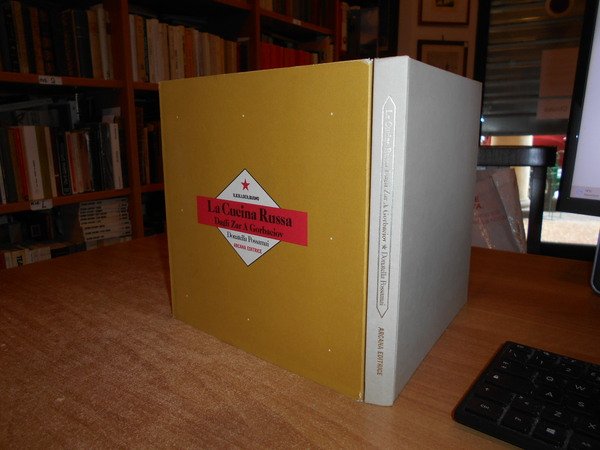 La Cucina Russa
Dagli Zar A Gorbaciov
Donatella Possamai
ARCANA EDITRICE
La Cucina Russa Dagli Zar A Gorbaciov ★ Donatella Possamai
ARCANA EDITRICE